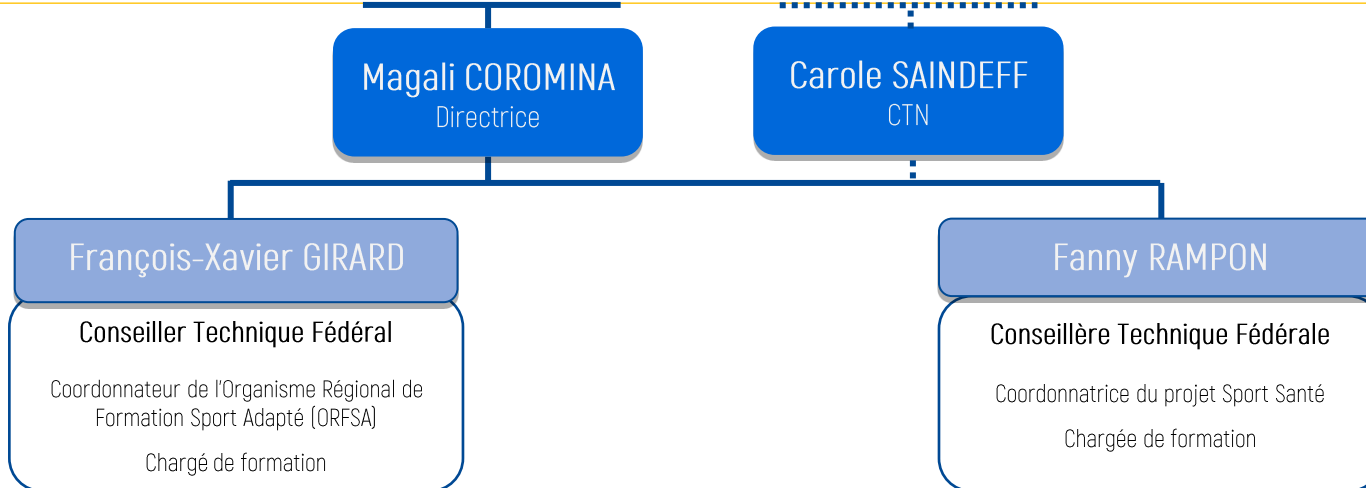 Magali COROMINA
Directrice
Carole SAINDEFF
CTN
François-Xavier GIRARD
Conseiller Technique Fédéral
Coordonnateur de l'Organisme Régional de
Formation Sport Adapté (ORFSA)
Chargé de formation
Fanny RAMPON
Conseillère Technique Fédérale
Coordonnatrice du projet Sport Santé
Chargée de formation